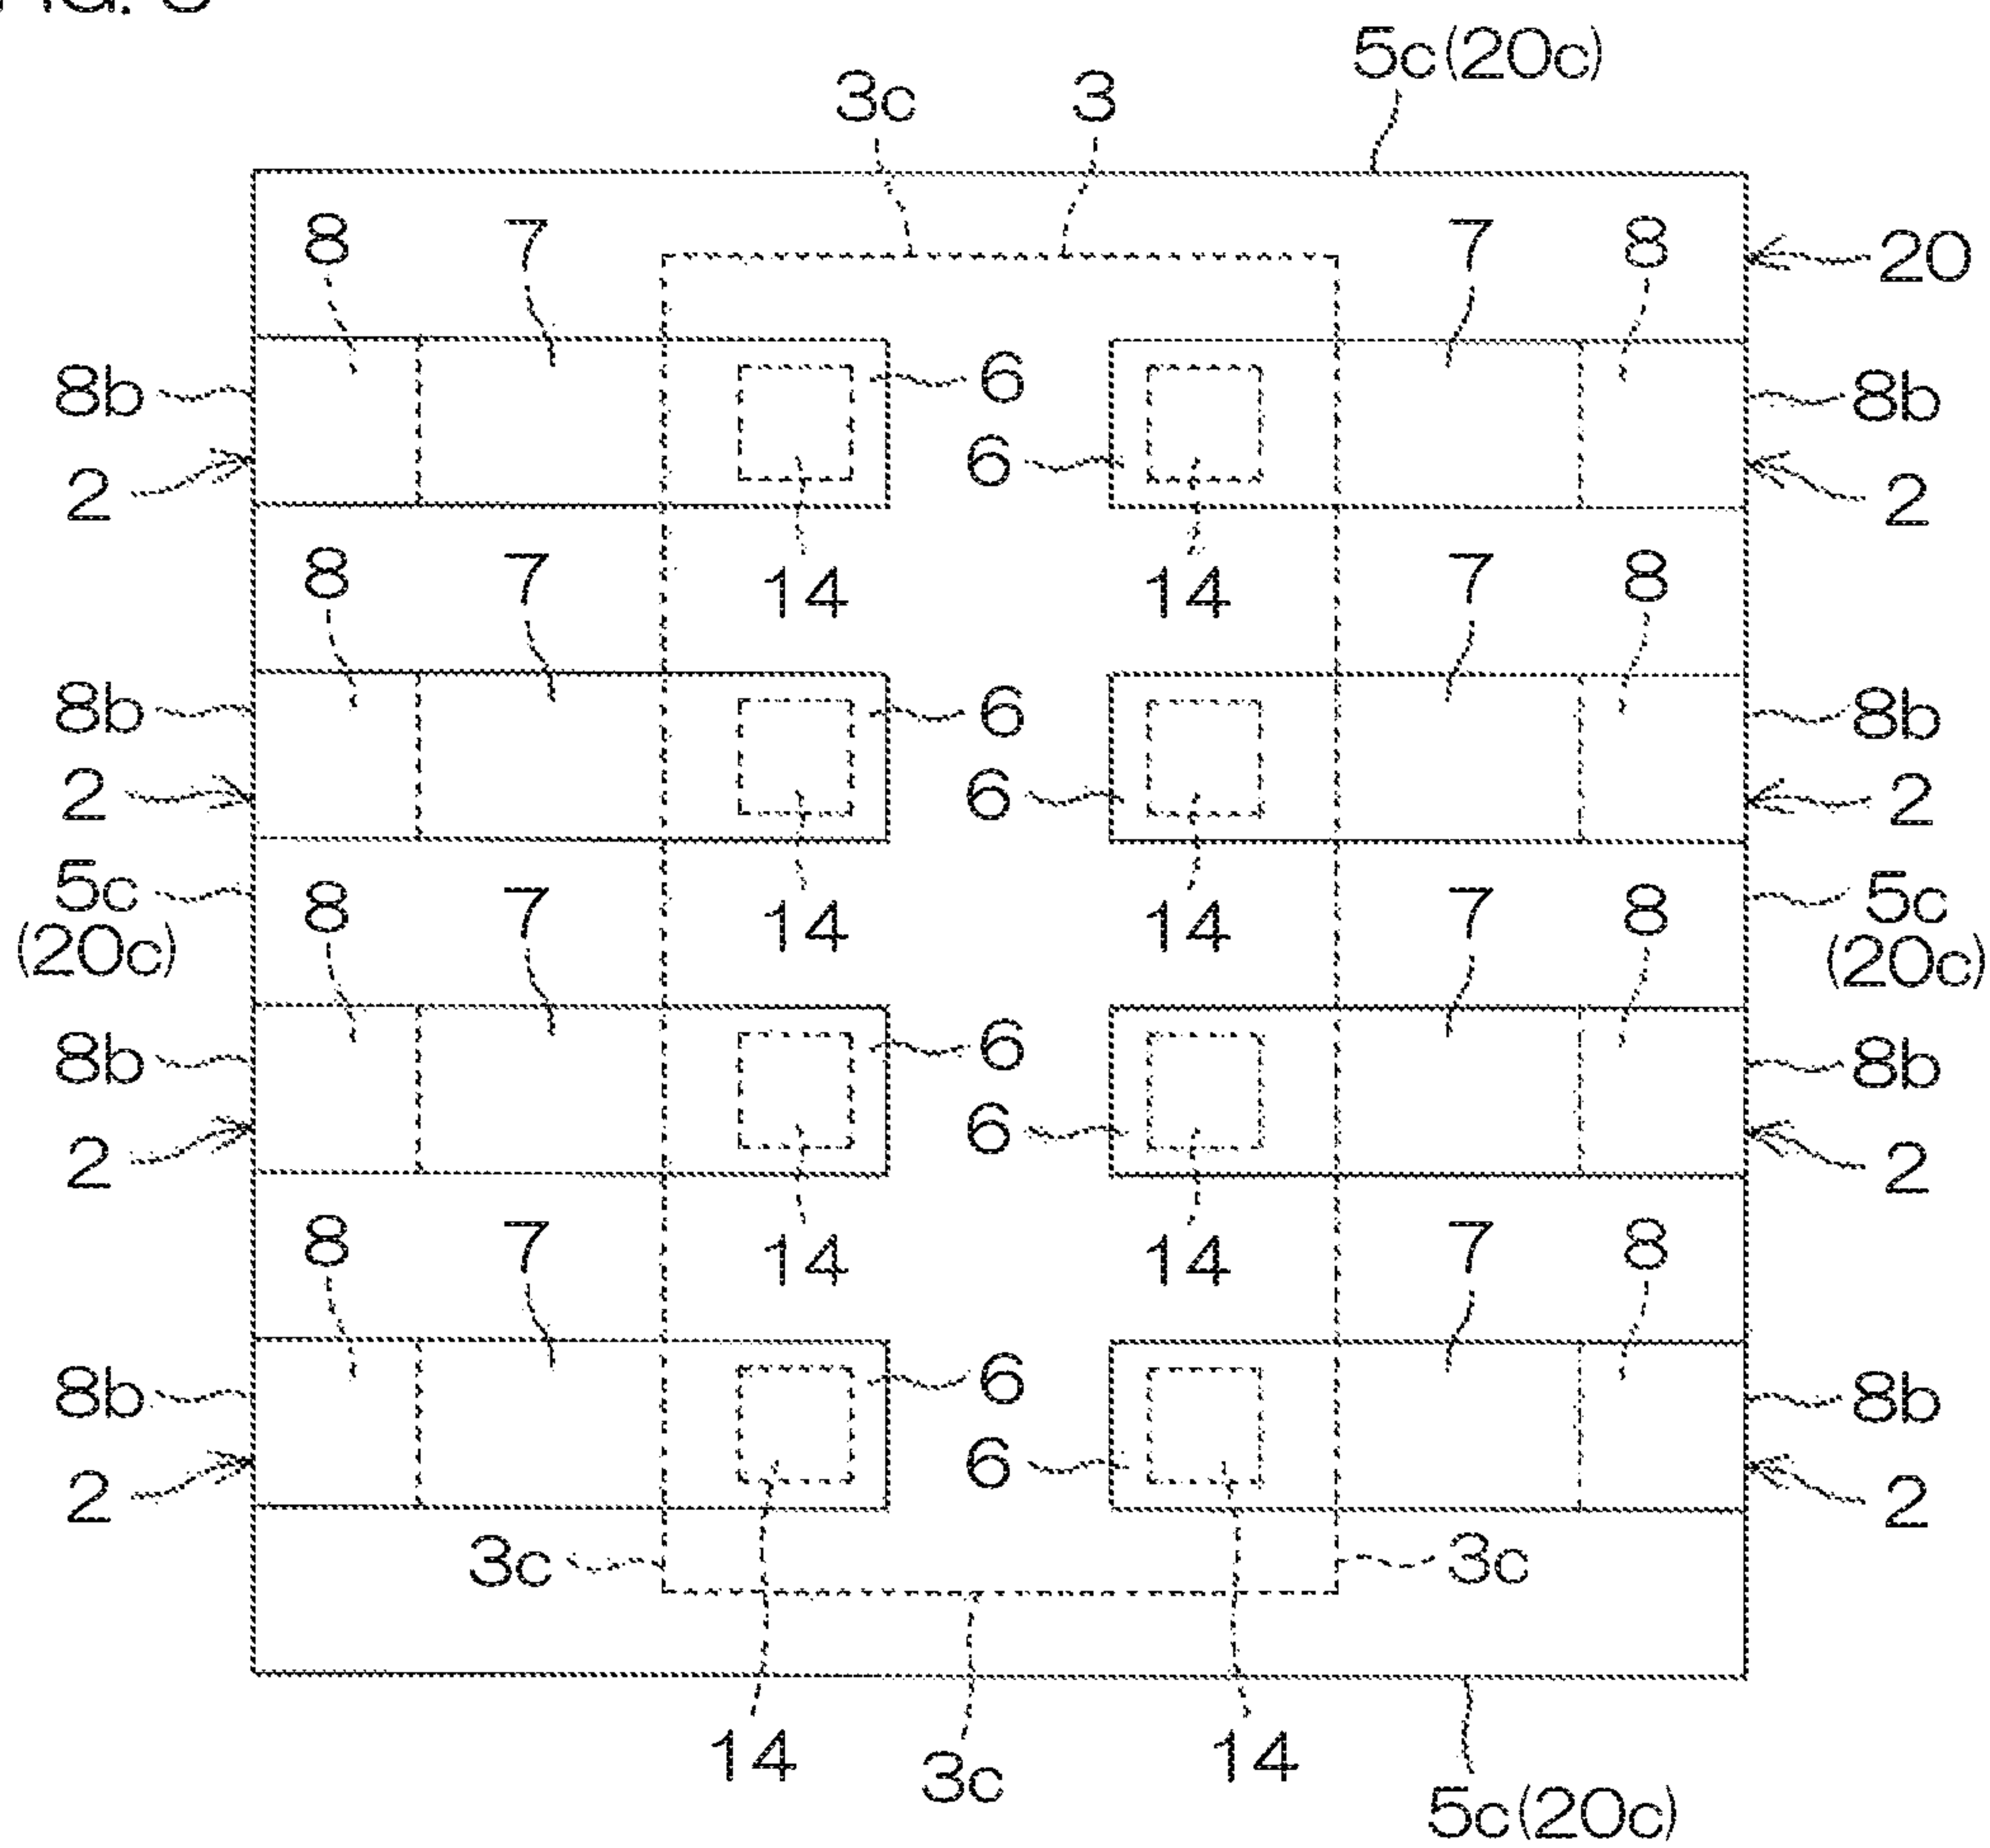 5c(20c)
3c 3
8 7 7 8 20
8b 6 8b
2 6 2
14 14
8 7 7 8
8b 6 8b
2 6 2
5c 14 14 5c
(20c) 8 7 7 8 (20c)
8b 6 8b
2 6 2
14 14
8 7 7 8
8b 6 8b
2 6 2
3c 3c
14 3c 14
5c(20c)